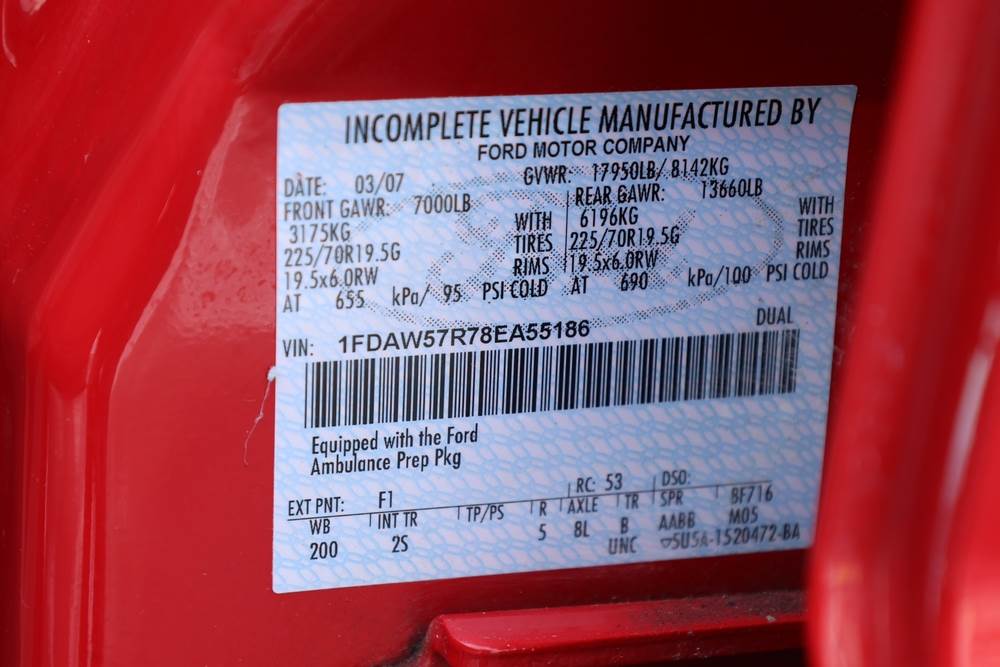 INCOMPLETE VEHICLE MANUFACTURED BY
FORD MOTOR COMPANY
DATE: 03/07 GVWR: 17950LB/ 8142KG
FRONT GAWR: 7000LB REAR GAWR: 13660LB
3175KG WITH 6196KG WITH
225/70R19.5G TIRES 225/70R19.5G TIRES
19.5x6.0RW RIMS 19.5x6.0RW RIMS
AT 655 kPa/ 95 PSI COLD AT 690 kPa/100 PSI COLD
VIN: 1FDAW57R78EA55186 DUAL
Equipped with the Ford
Ambulance Prep Pkg
EXT PNT: F1 RC: 53 DSO:
WB INT TR TP/PS R AXLE TR SPR BF716
200 2S 5 8L B AABB M05
UNC ▽5U5A-1520472-BA